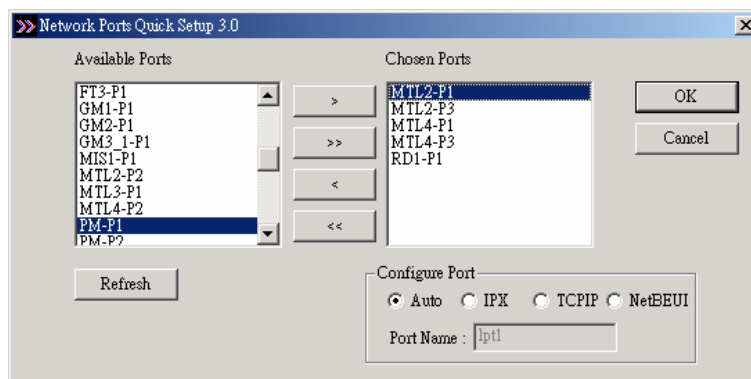 Network Ports Quick Setup 3.0
Available Ports
FT3-P1
GM1-P1
GM2-P1
GM3_1-P1
MIS1-P1
MTL2-P2
MTL3-P1
MTL4-P2
PM-P1
PM-P2
>
>>
<
<<
Chosen Ports
MTL2-P1
MTL2-P3
MTL4-P1
MTL4-P3
RD1-P1
OK
Cancel
Refresh
Configure Port
Auto IPX TCPIP NetBEUI
Port Name : lpt1